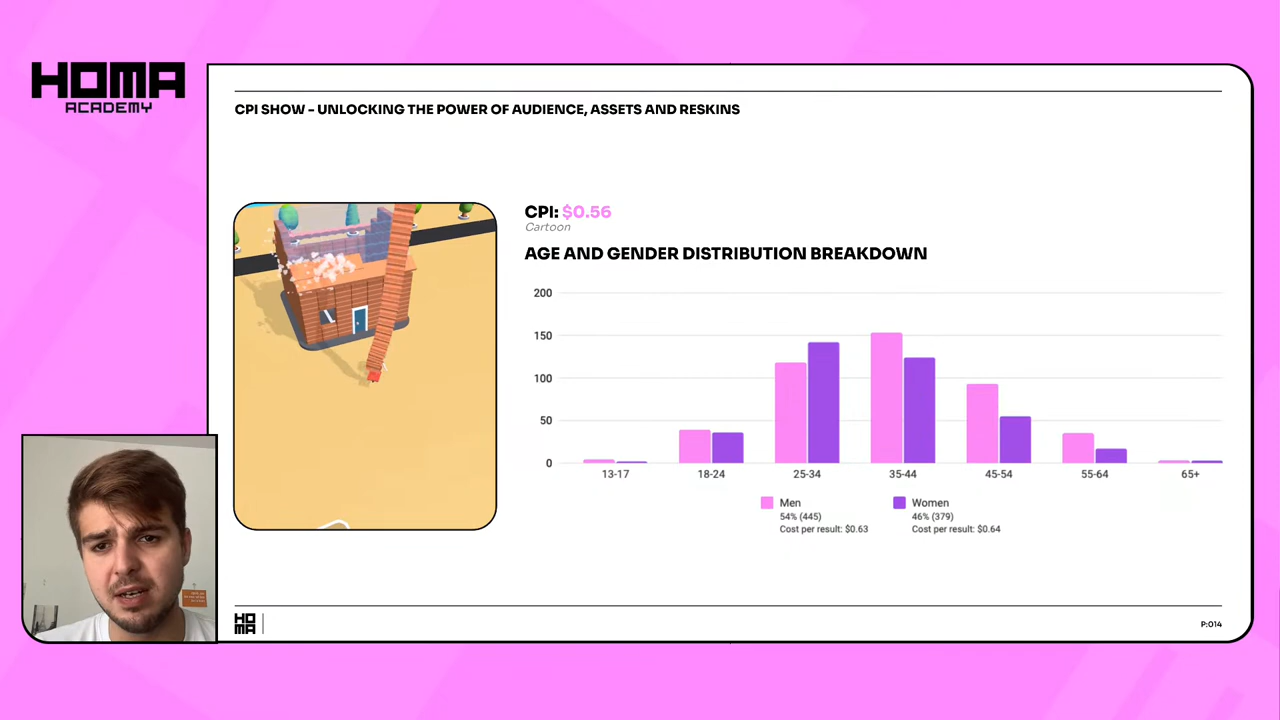 HOMA
ACADEMY
CPI SHOW - UNLOCKING THE POWER OF AUDIENCE, ASSETS AND RESKINS
CPI: $0.56
Cartoon
AGE AND GENDER DISTRIBUTION BREAKDOWN
200
150
100
50
0
13-17 18-24 25-34 35-44 45-54 55-64 65+
Men Women
54% (445) 46% (379)
Cost per result: $0.63 Cost per result: $0.64
HO
MA
P:014